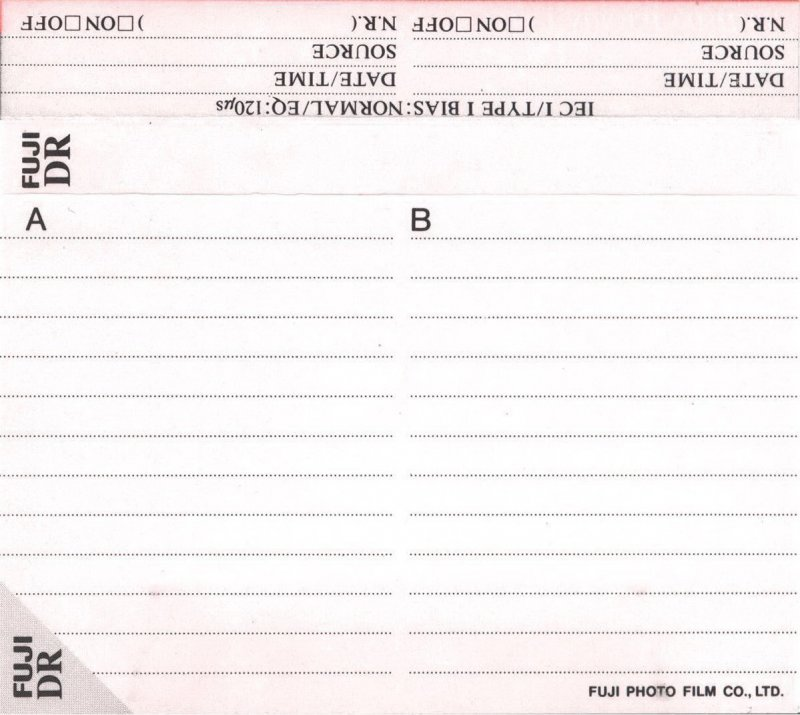 N.R.( )□ON□OFF N.R.( )□ON□OFF
SOURCE SOURCE
DATE/TIME DATE/TIME
IEC I/TYPE I BIAS:NORMAL/EQ:120μs
FUJI
DR
A B
FUJI
DR
FUJI PHOTO FILM CO., LTD.